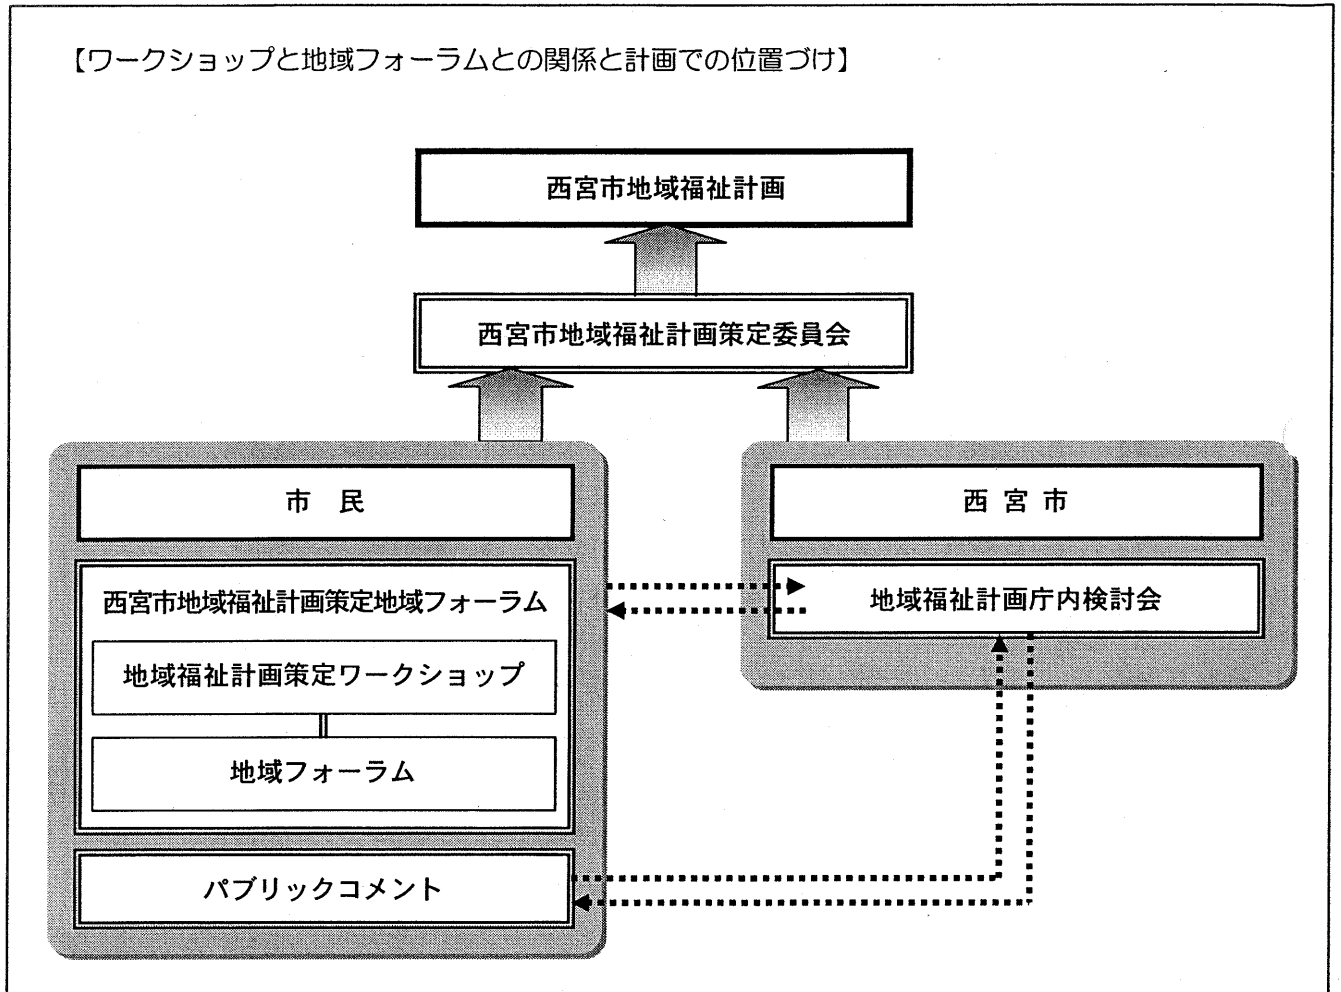 【ワークショップと地域フォーラムとの関係と計画での位置づけ】
西宮市地域福祉計画
西宮市地域福祉計画策定委員会
市　民
西宮市地域福祉計画策定地域フォーラム
地域福祉計画策定ワークショップ
地域フォーラム
パブリックコメント
西 宮 市
地域福祉計画庁内検討会